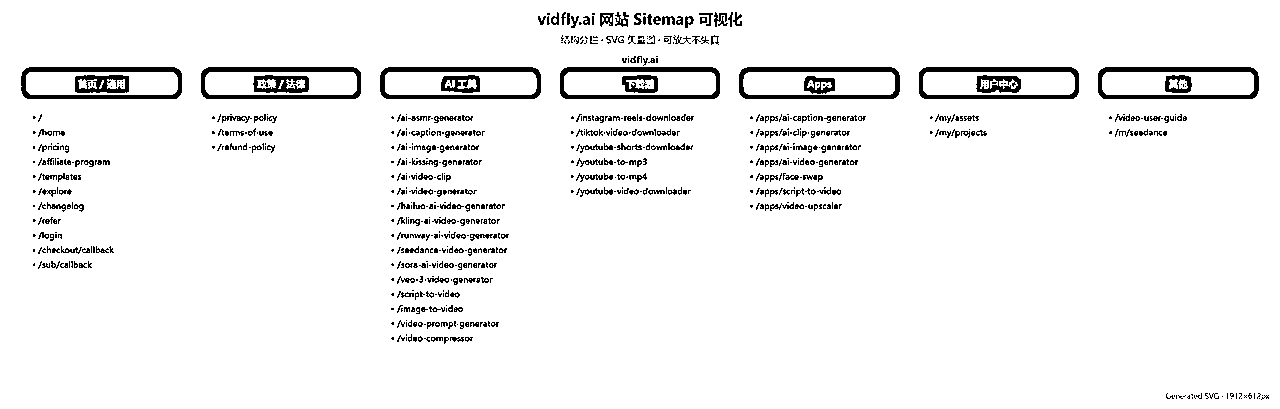 vidfly.ai 网站 Sitemap 可视化
结构分栏 · SVG 矢量图 · 可放大不失真
vidfly.ai
首页 / 通用
• /
• /home
• /pricing
• /affiliate-program
• /templates
• /explore
• /changelog
• /refer
• /login
• /checkout/callback
• /sub/callback
政策 / 法律
• /privacy-policy
• /terms-of-use
• /refund-policy
AI 工具
• /ai-asmr-generator
• /ai-caption-generator
• /ai-image-generator
• /ai-kissing-generator
• /ai-video-clip
• /ai-video-generator
• /hailuo-ai-video-generator
• /kling-ai-video-generator
• /runway-ai-video-generator
• /seedance-video-generator
• /sora-ai-video-generator
• /veo-3-video-generator
• /script-to-video
• /image-to-video
• /video-prompt-generator
• /video-compressor
下载器
• /instagram-reels-downloader
• /tiktok-video-downloader
• /youtube-shorts-downloader
• /youtube-to-mp3
• /youtube-to-mp4
• /youtube-video-downloader
Apps
• /apps/ai-caption-generator
• /apps/ai-clip-generator
• /apps/ai-image-generator
• /apps/ai-video-generator
• /apps/face-swap
• /apps/script-to-video
• /apps/video-upscaler
用户中心
• /my/assets
• /my/projects
其他
• /video-user-guide
• /m/seedance
Generated SVG · 1912×612px